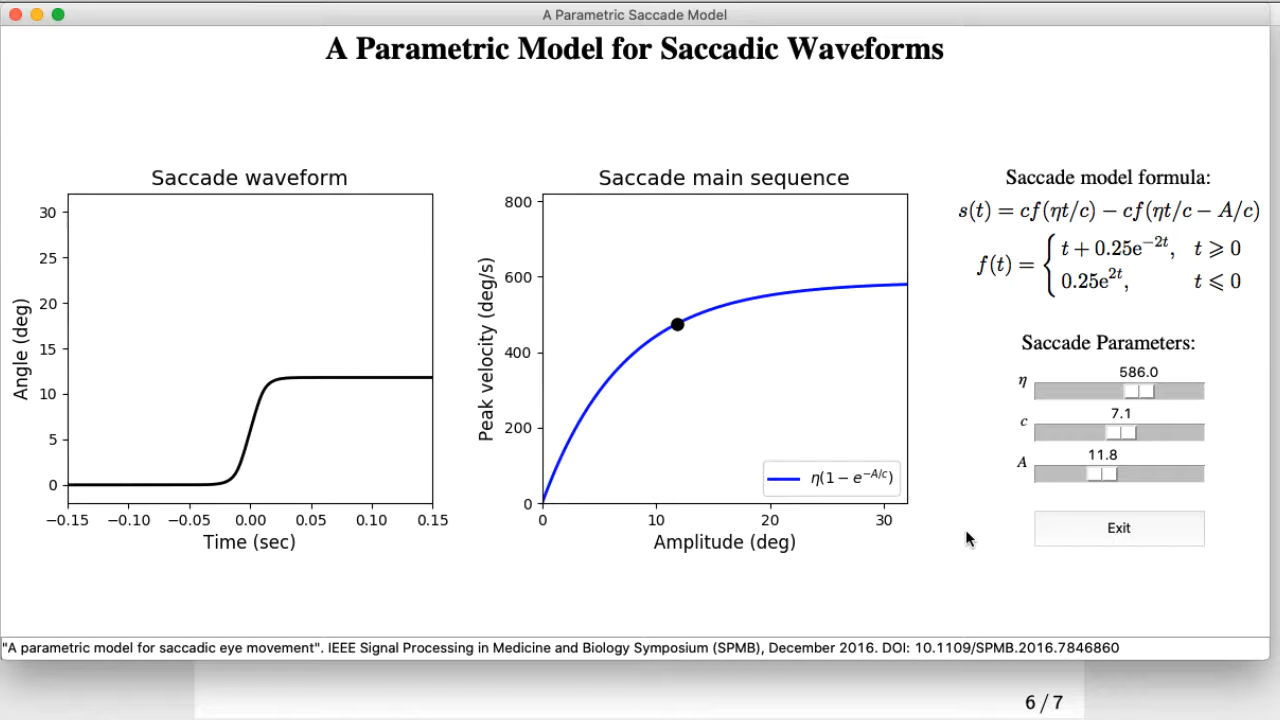 A Parametric Saccade Model
A Parametric Model for Saccadic Waveforms
Saccade waveform
30
25
20
15
10
5
0
Angle (deg)
−0.15 −0.10 −0.05 0.00 0.05 0.10 0.15
Time (sec)
Saccade main sequence
800
600
400
200
0
Peak velocity (deg/s)
η(1 − e^{−A/c})
0 10 20 30
Amplitude (deg)
Saccade model formula:
s(t) = cf(ηt/c) − cf(ηt/c − A/c)
f(t) = { t + 0.25e^{−2t}, t ⩾ 0
0.25e^{2t}, t ⩽ 0
Saccade Parameters:
586.0
η
7.1
c
11.8
A
Exit
"A parametric model for saccadic eye movement". IEEE Signal Processing in Medicine and Biology Symposium (SPMB), December 2016. DOI: 10.1109/SPMB.2016.7846860
6 / 7